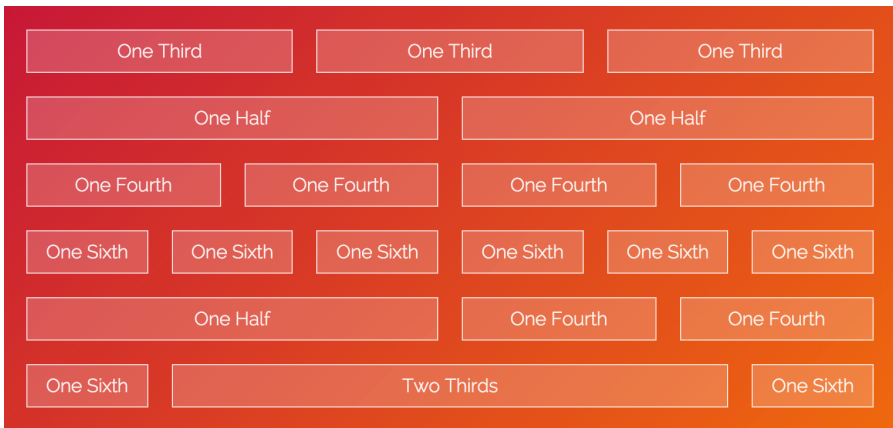 One Third One Third One Third
One Half One Half
One Fourth One Fourth One Fourth One Fourth
One Sixth One Sixth One Sixth One Sixth One Sixth One Sixth
One Half One Fourth One Fourth
One Sixth Two Thirds One Sixth